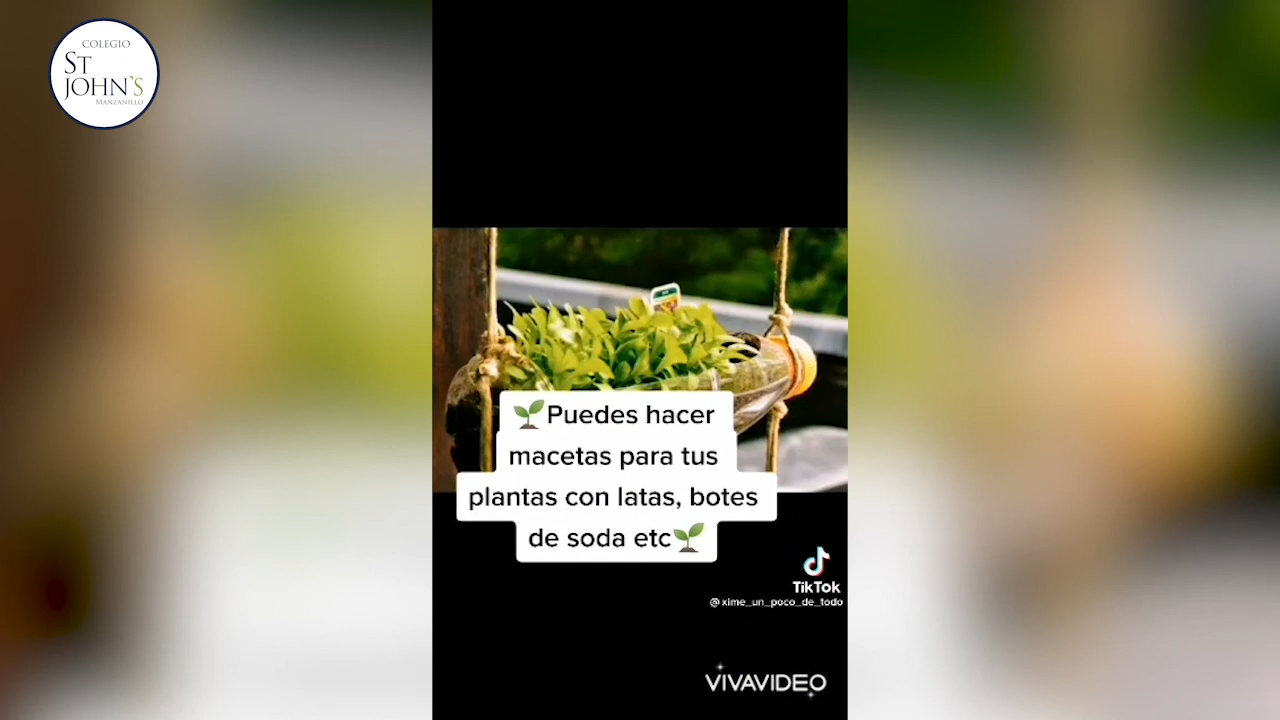 COLEGIO
ST
JOHN'S
MANZANILLO
🌱Puedes hacer
macetas para tus
plantas con latas, botes
de soda etc🌱
TikTok
@xime_un_poco_de_todo
VIVAVIDEO